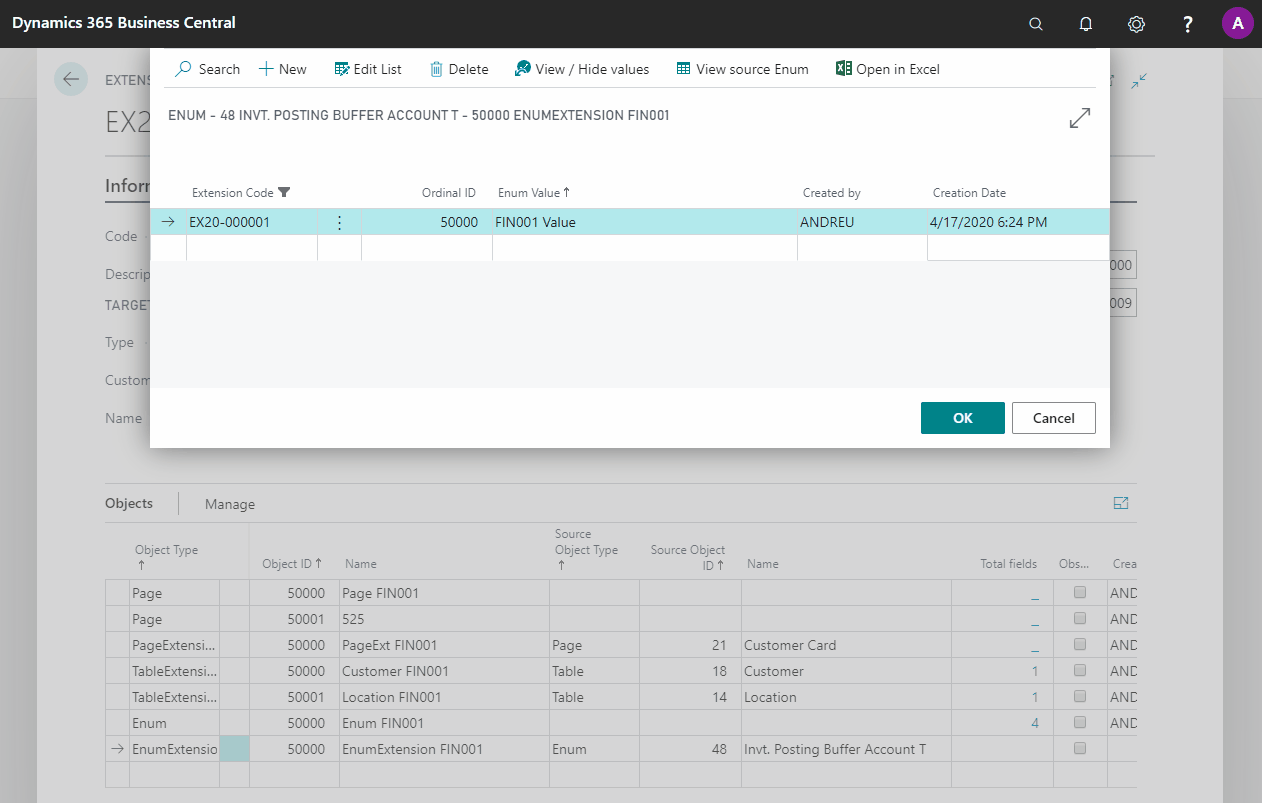 Dynamics 365 Business Central
?
A
Search New Edit List Delete View / Hide values View source Enum Open in Excel
ENUM - 48 INVT. POSTING BUFFER ACCOUNT T - 50000 ENUMEXTENSION FIN001
Extension Code Ordinal ID Enum Value ↑ Created by Creation Date
→ EX20-000001 ⋮ 50000 FIN001 Value ANDREU 4/17/2020 6:24 PM
OK Cancel
EXTENS
EX2
Inforr
Code ·
Descrip 000
TARGET 009
Type ·
Custom
Name
Objects Manage
Object Type ↑ Object ID ↑ Name Source Object Type ↑ Source Object ID ↑ Name Total fields Obs... Crea
Page 50000 Page FIN001 _ AND
Page 50001 525 _ AND
PageExtensi... 50000 PageExt FIN001 Page 21 Customer Card _ AND
TableExtensi... 50000 Customer FIN001 Table 18 Customer 1 AND
TableExtensi... 50001 Location FIN001 Table 14 Location 1 AND
Enum 50000 Enum FIN001 4 AND
→ EnumExtensio 50000 EnumExtension FIN001 Enum 48 Invt. Posting Buffer Account T